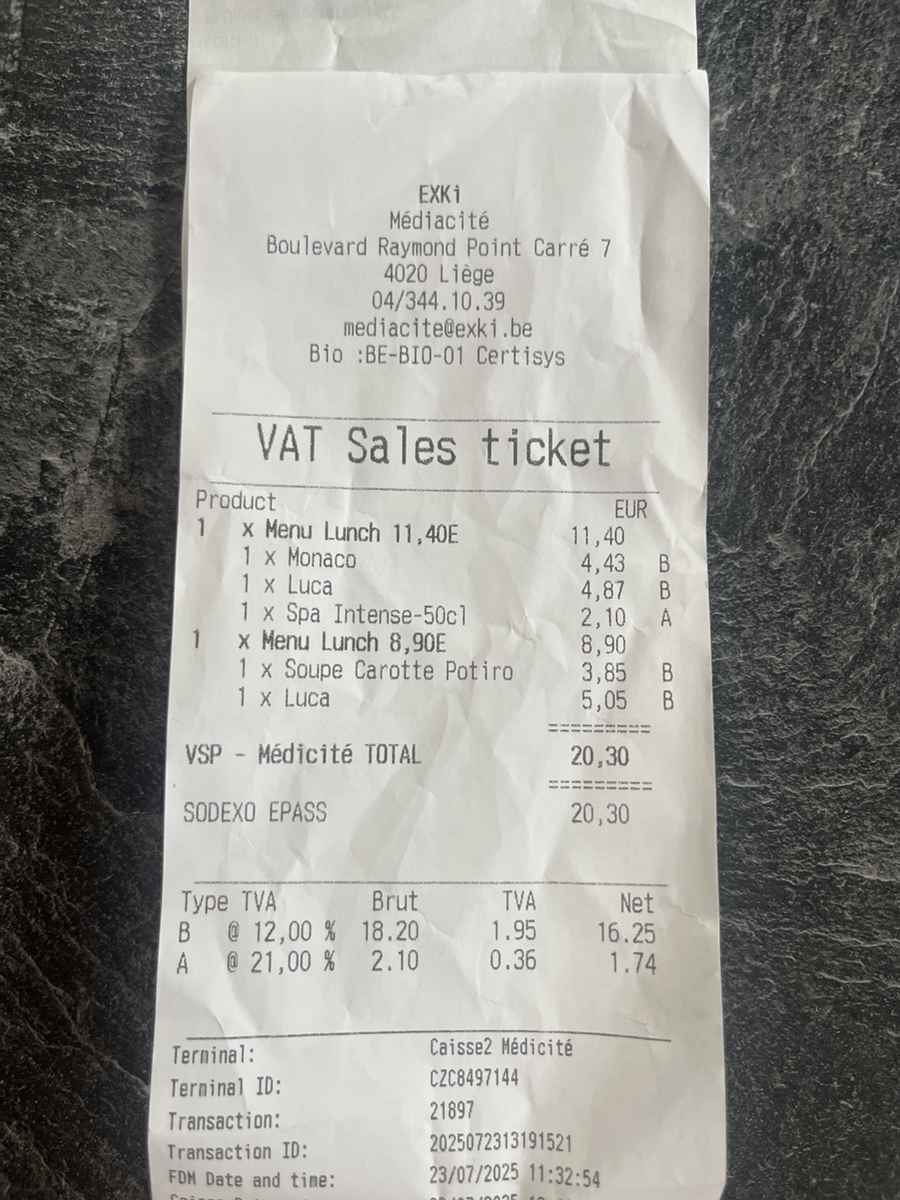 EXKi
Médiacité
Boulevard Raymond Point Carré 7
4020 Liège
04/344.10.39
mediacite@exki.be
Bio :BE-BIO-01 Certisys
VAT Sales ticket
Product EUR
1 x Menu Lunch 11,40E 11,40
1 x Monaco 4,43 B
1 x Luca 4,87 B
1 x Spa Intense-50cl 2,10 A
1 x Menu Lunch 8,90E 8,90
1 x Soupe Carotte Potiro 3,85 B
1 x Luca 5,05 B
=========
VSP - Médicité TOTAL 20,30
=========
SODEXO EPASS 20,30
Type TVA Brut TVA Net
B @ 12,00 % 18.20 1.95 16.25
A @ 21,00 % 2.10 0.36 1.74
Terminal: Caisse2 Médicité
Terminal ID: CZC8497144
Transaction: 21897
Transaction ID: 2025072313191521
FDM Date and time: 23/07/2025 11:32:54